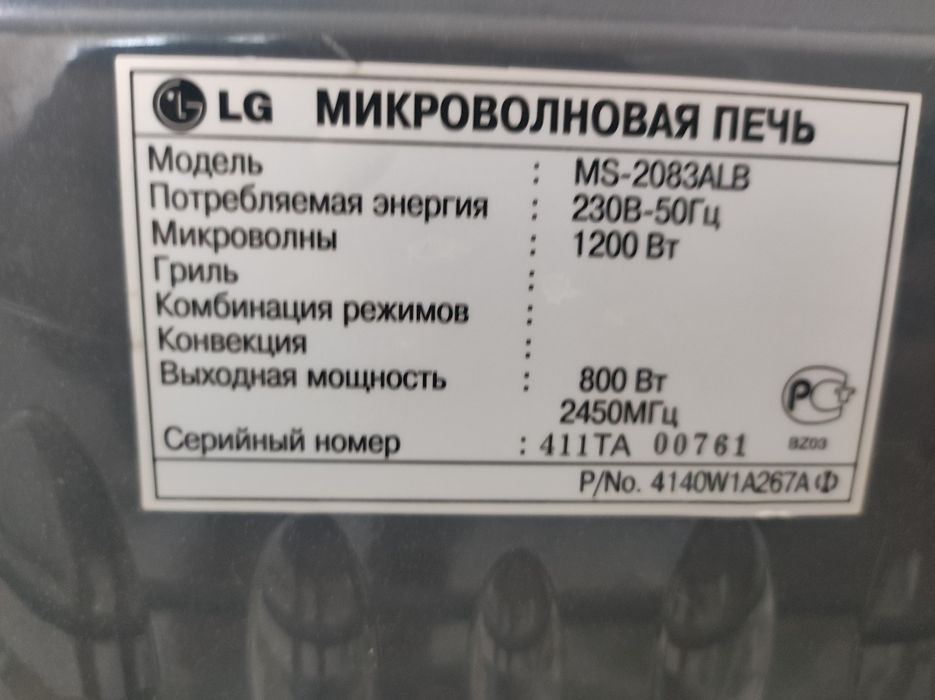 LG МИКРОВОЛНОВАЯ ПЕЧЬ
Модель : MS-2083ALB
Потребляемая энергия : 230В-50Гц
Микроволны : 1200 Вт
Гриль :
Комбинация режимов :
Конвекция :
Выходная мощность : 800 Вт
2450МГц
Серийный номер : 411TA 00761
РСТ
BZ03
P/No. 4140W1A267A